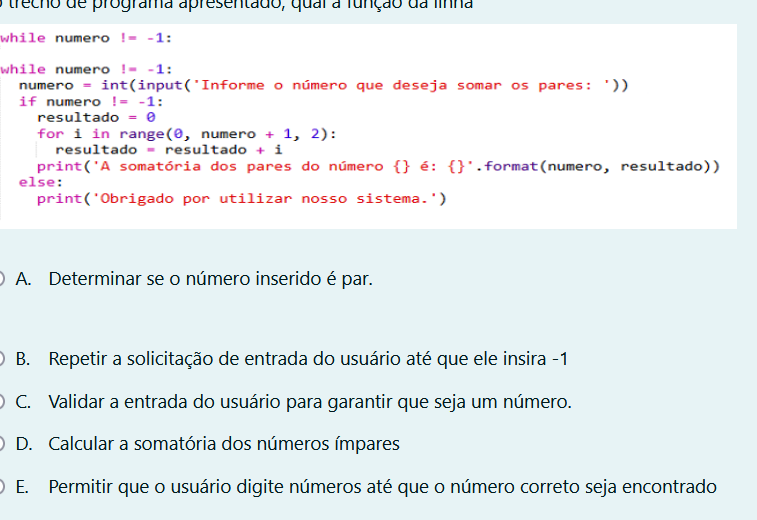 trecho de programa apresentado, qual a função da linha
while numero != -1:
while numero != -1:
numero = int(input('Informe o número que deseja somar os pares: '))
if numero != -1:
resultado = 0
for i in range(0, numero + 1, 2):
resultado = resultado + i
print('A somatória dos pares do número {} é: {}'.format(numero, resultado))
else:
print('Obrigado por utilizar nosso sistema.')
A. Determinar se o número inserido é par.
B. Repetir a solicitação de entrada do usuário até que ele insira -1
C. Validar a entrada do usuário para garantir que seja um número.
D. Calcular a somatória dos números ímpares
E. Permitir que o usuário digite números até que o número correto seja encontrado